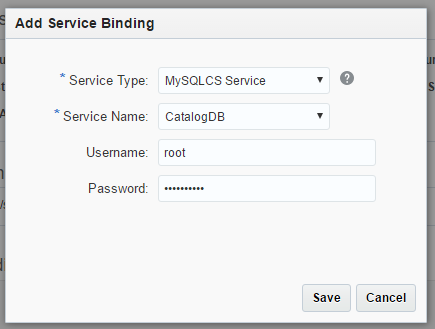 Add Service Binding
* Service Type: MySQLCS Service ?
* Service Name: CatalogDB
Username: root
Password: ••••••••••
Save Cancel